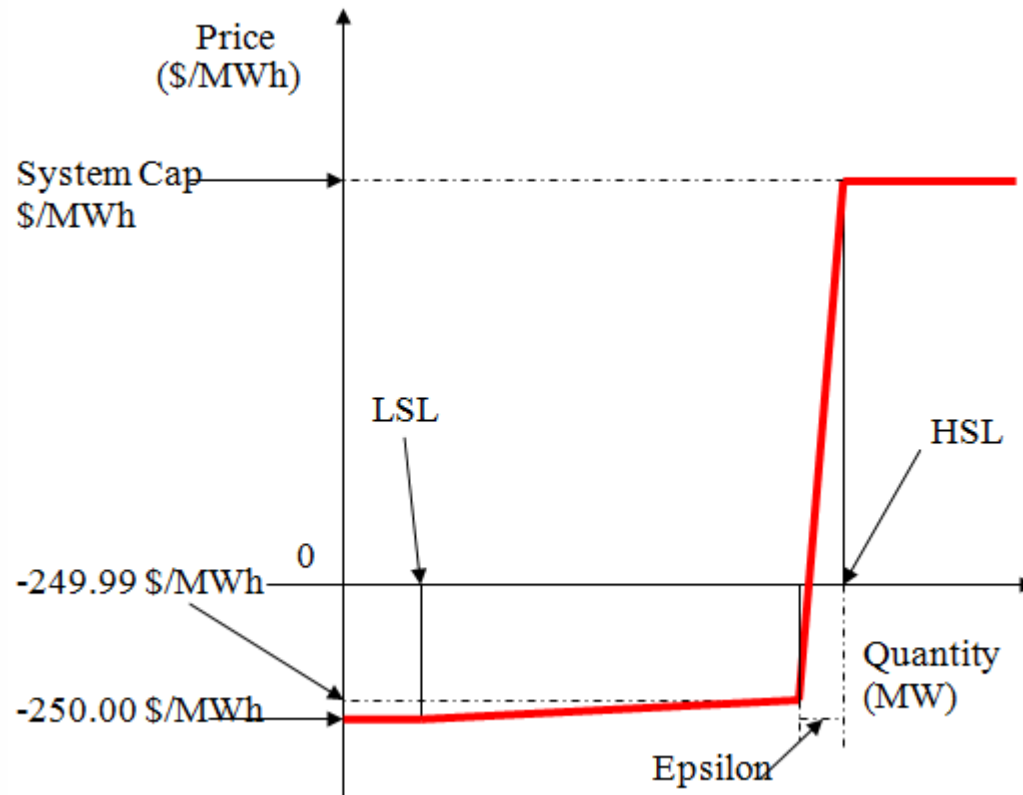 Price
($/MWh)
System Cap
$/MWh
LSL
HSL
0
-249.99 $/MWh
Quantity
(MW)
-250.00 $/MWh
Epsilon